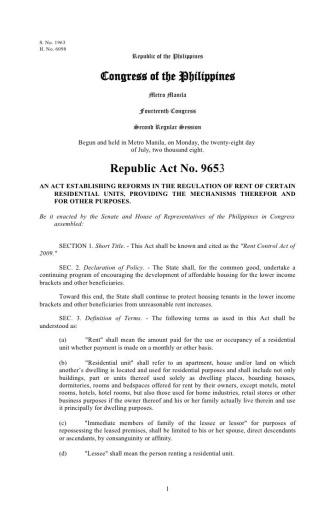 S. No. 1963
H. No. 6098
Republic of the Philippines
Congress of the Philippines
Metro Manila
Fourteenth Congress
Second Regular Session
Begun and held in Metro Manila, on Monday, the twenty-eight day
of July, two thousand eight.
Republic Act No. 9653
AN ACT ESTABLISHING REFORMS IN THE REGULATION OF RENT OF CERTAIN
RESIDENTIAL UNITS, PROVIDING THE MECHANISMS THEREFOR AND
FOR OTHER PURPOSES.
Be it enacted by the Senate and House of Representatives of the Philippines in Congress
assembled:
SECTION 1. Short Title. - This Act shall be known and cited as the "Rent Control Act of
2009."
SEC. 2. Declaration of Policy. - The State shall, for the common good, undertake a
continuing program of encouraging the development of affordable housing for the lower income
brackets and other beneficiaries.
Toward this end, the State shall continue to protect housing tenants in the lower income
brackets and other beneficiaries from unreasonable rent increases.
SEC. 3. Definition of Terms. - The following terms as used in this Act shall be
understood as:
(a) "Rent" shall mean the amount paid for the use or occupancy of a residential
unit whether payment is made on a monthly or other basis.
(b) "Residential unit" shall refer to an apartment, house and/or land on which
another's dwelling is located and used for residential purposes and shall include not only
buildings, part or units thereof used solely as dwelling places, boarding houses,
dormitories, rooms and bedspaces offered for rent by their owners, except motels, motel
rooms, hotels, hotel rooms, but also those used for home industries, retail stores or other
business purposes if the owner thereof and his or her family actually live therein and use
it principally for dwelling purposes.
(c) "Immediate members of family of the lessee or lessor" for purposes of
repossessing the leased premises, shall be limited to his or her spouse, direct descendants
or ascendants, by consanguinity or affinity.
(d) "Lessee" shall mean the person renting a residential unit.
1